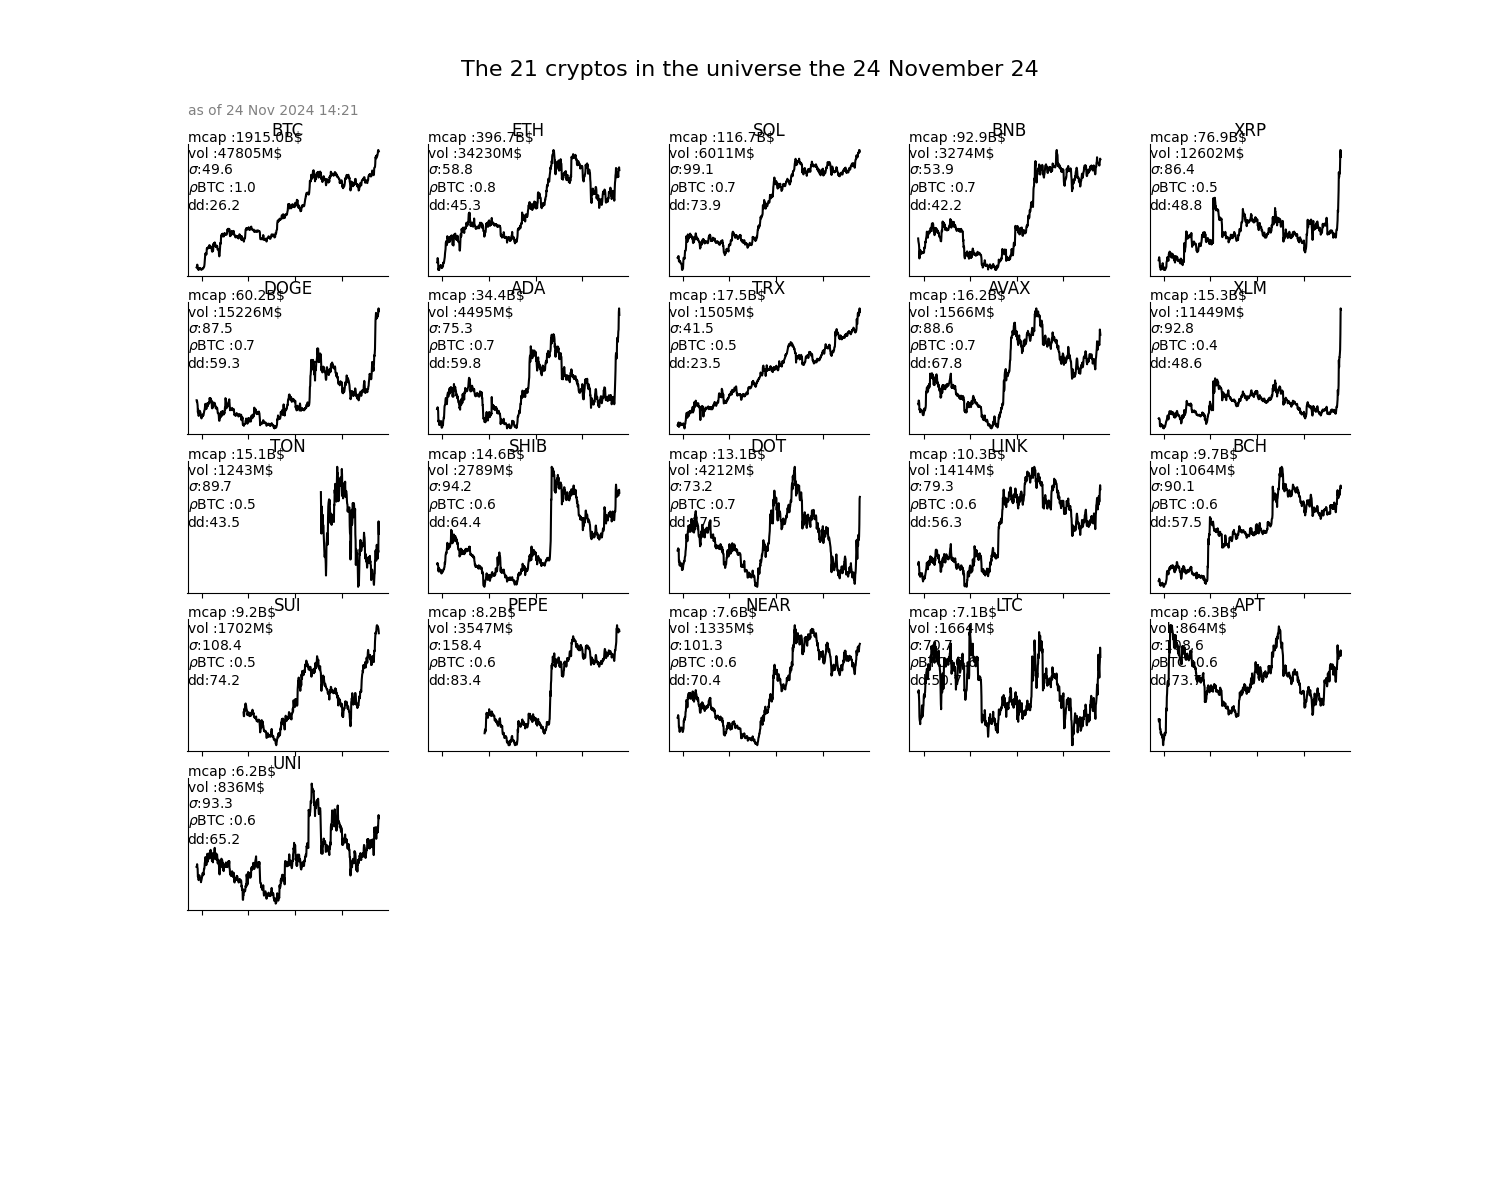 The 21 cryptos in the universe the 24 November 24
as of 24 Nov 2024 14:21
BTC
mcap :1915.0B$
vol :47805M$
σ:49.6
ρBTC :1.0
dd:26.2
ETH
mcap :396.7B$
vol :34230M$
σ:58.8
ρBTC :0.8
dd:45.3
SOL
mcap :116.7B$
vol :6011M$
σ:99.1
ρBTC :0.7
dd:73.9
BNB
mcap :92.9B$
vol :3274M$
σ:53.9
ρBTC :0.7
dd:42.2
XRP
mcap :76.9B$
vol :12602M$
σ:86.4
ρBTC :0.5
dd:48.8
DOGE
mcap :60.2B$
vol :15226M$
σ:87.5
ρBTC :0.7
dd:59.3
ADA
mcap :34.4B$
vol :4495M$
σ:75.3
ρBTC :0.7
dd:59.8
TRX
mcap :17.5B$
vol :1505M$
σ:41.5
ρBTC :0.5
dd:23.5
AVAX
mcap :16.2B$
vol :1566M$
σ:88.6
ρBTC :0.7
dd:67.8
XLM
mcap :15.3B$
vol :11449M$
σ:92.8
ρBTC :0.4
dd:48.6
TON
mcap :15.1B$
vol :1243M$
σ:89.7
ρBTC :0.5
dd:43.5
SHIB
mcap :14.6B$
vol :2789M$
σ:94.2
ρBTC :0.6
dd:64.4
DOT
mcap :13.1B$
vol :4212M$
σ:73.2
ρBTC :0.7
LINK
mcap :10.3B$
vol :1414M$
σ:79.3
ρBTC :0.6
dd:56.3
BCH
mcap :9.7B$
vol :1064M$
σ:90.1
ρBTC :0.6
dd:57.5
SUI
mcap :9.2B$
vol :1702M$
σ:108.4
ρBTC :0.5
dd:74.2
PEPE
mcap :8.2B$
vol :3547M$
σ:158.4
ρBTC :0.6
dd:83.4
NEAR
mcap :7.6B$
vol :1335M$
σ:101.3
ρBTC :0.6
dd:70.4
LTC
mcap :7.1B$
vol :1664M$
APT
mcap :6.3B$
vol :864M$
ρBTC :0.6
UNI
mcap :6.2B$
vol :836M$
σ:93.3
ρBTC :0.6
dd:65.2